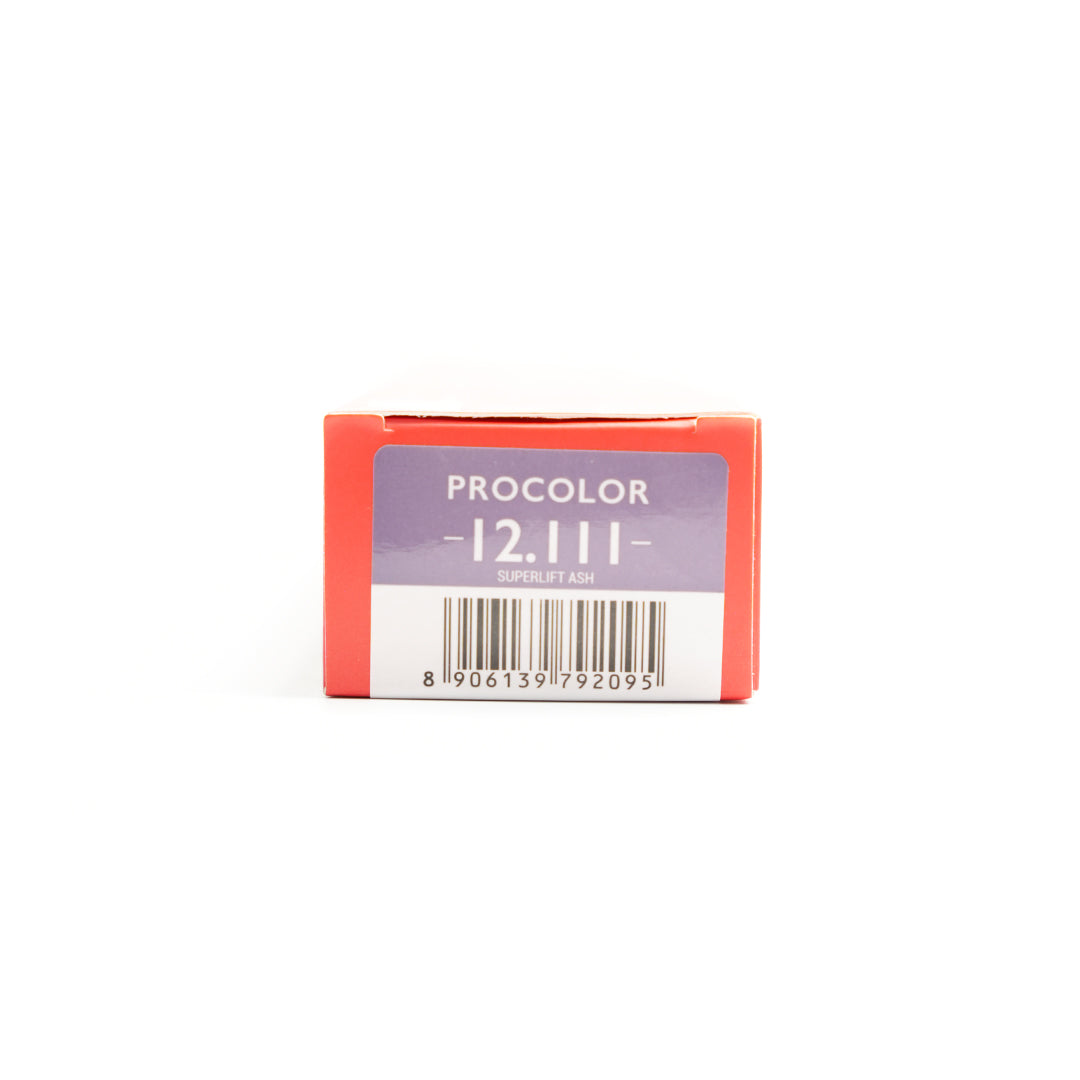 PROCOLOR
-12.111-
SUPERLIFT ASH
8 906139 792095